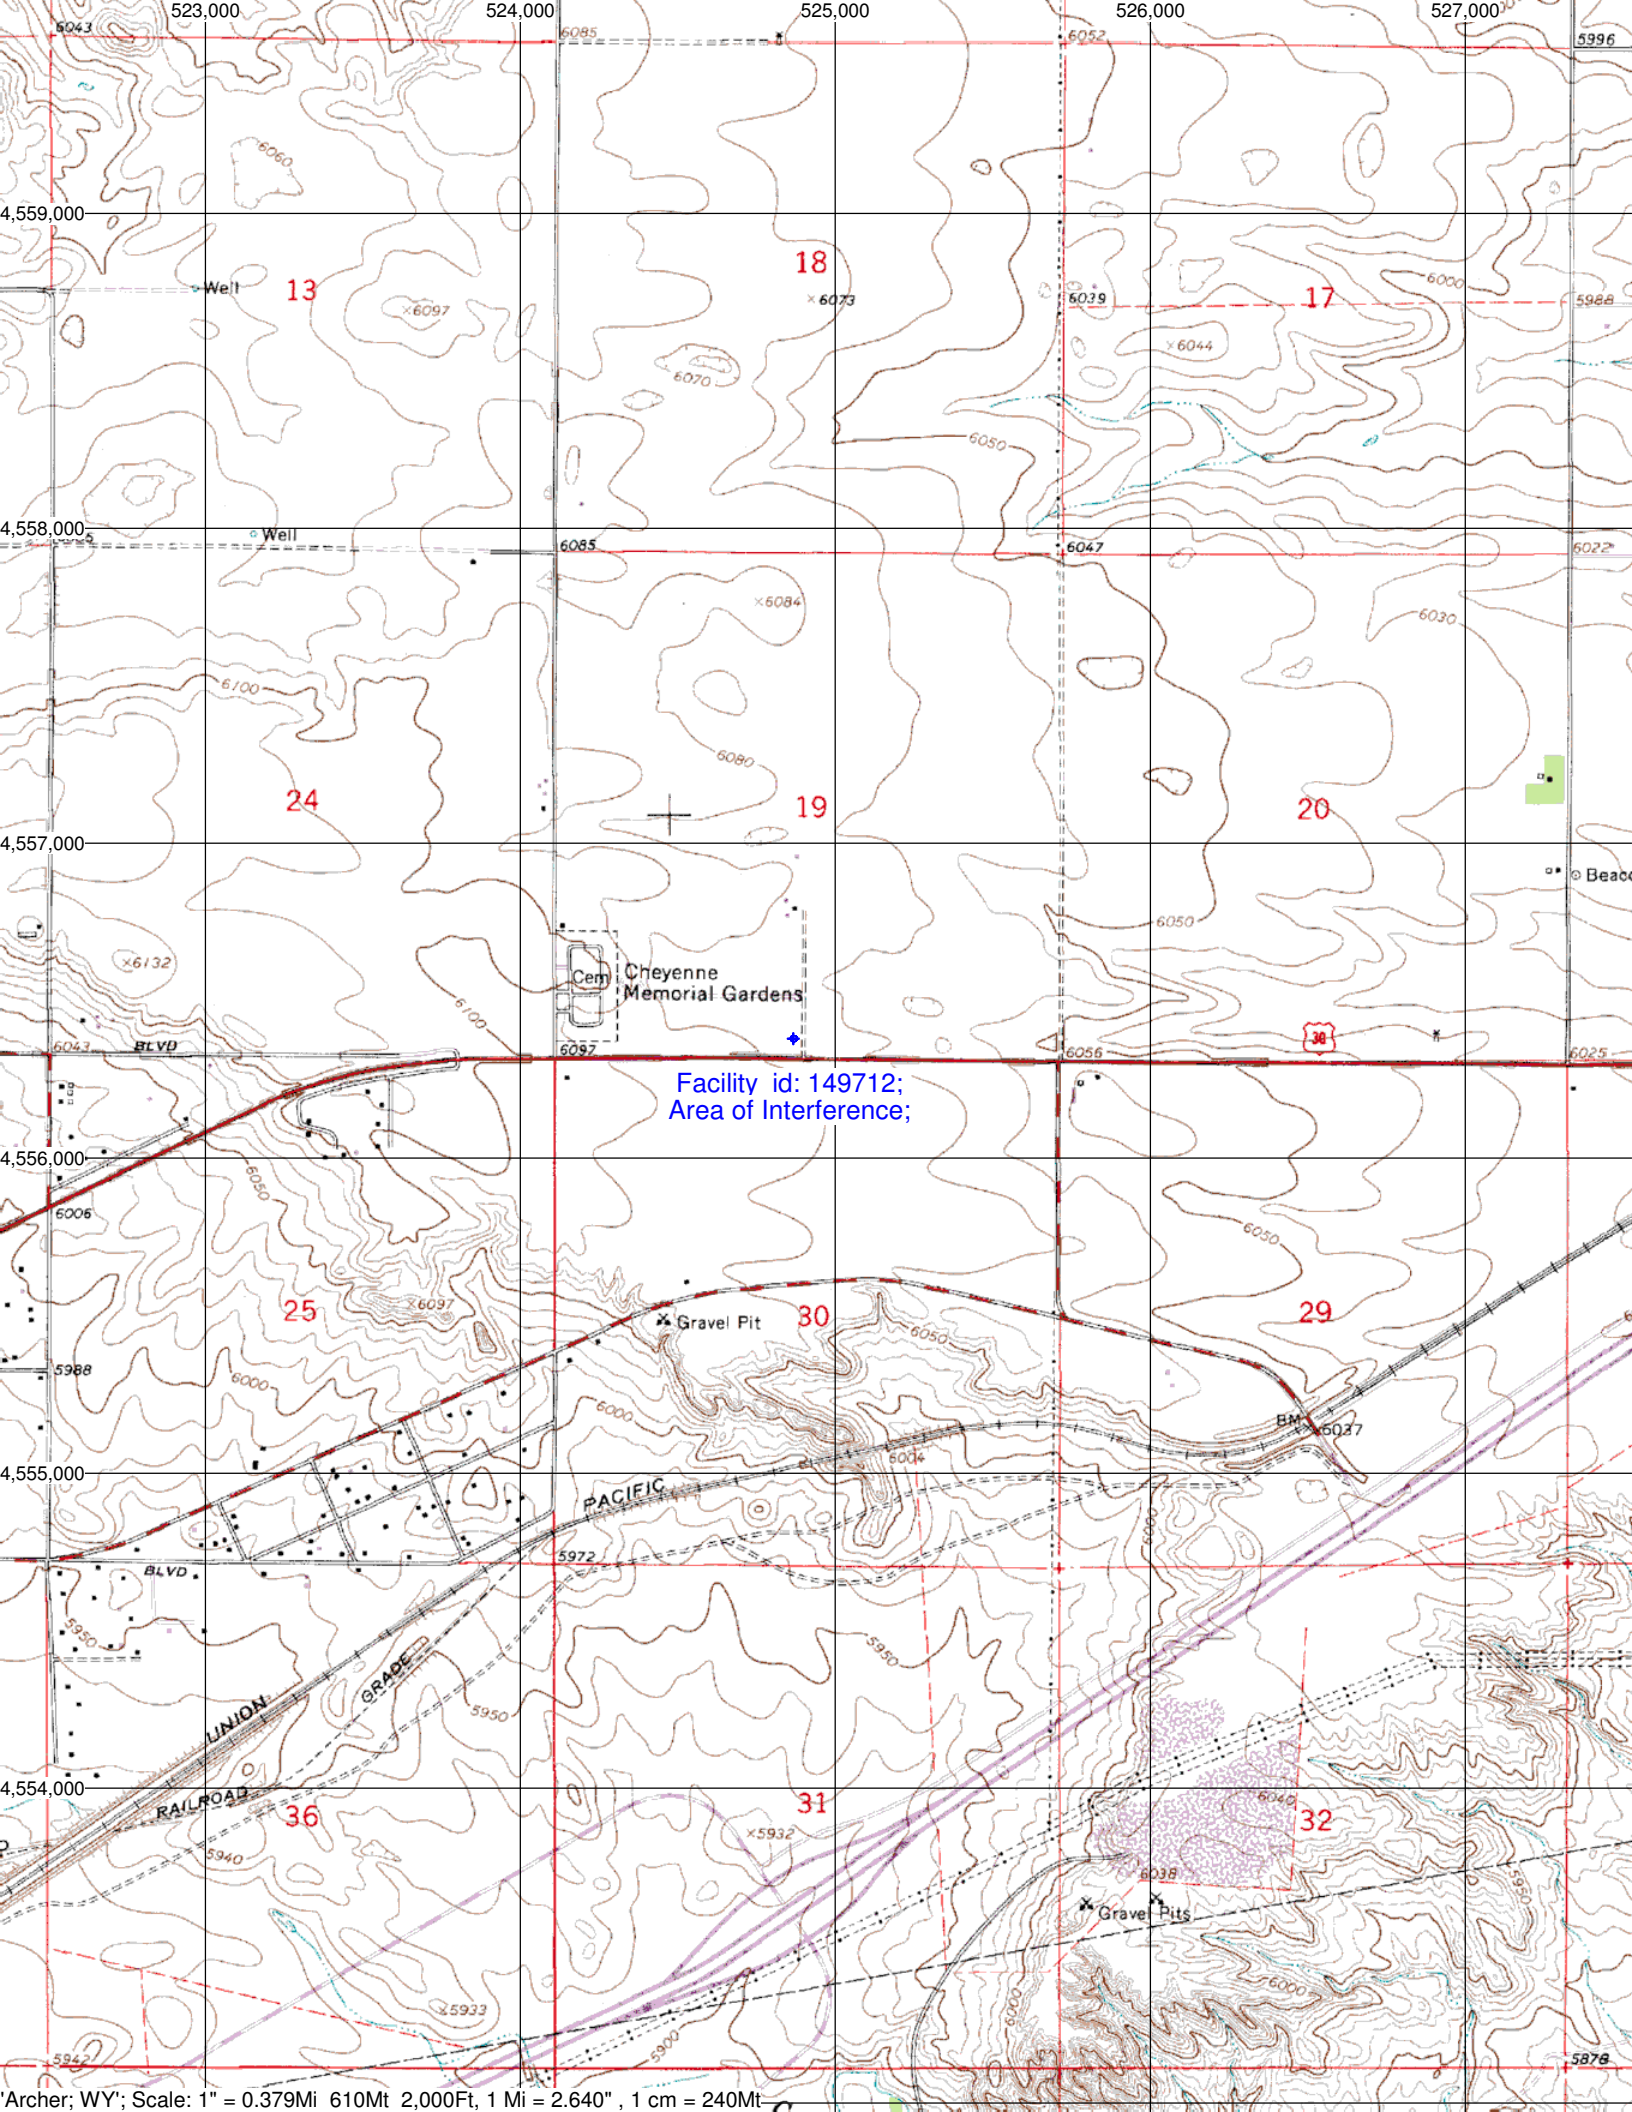 523,000 524,000 525,000 526,000 527,000
6043 6085 6052 5996
6060
4,559,000
18
13 Well 6097 6073 6039 17 6000 5988
6044
6070
6050
4,558,000
Well
6085 6047 6022
6084 6030
6100
6080
24 19 20
4,557,000
Beac
6050
6132
Cem Cheyenne
Memorial Gardens
6100
30
6043 BLVD 6097 6056 6025
Facility id: 149712;
Area of Interference;
4,556,000
6050
6006
6050
25 6097 30 29
Gravel Pit
6050
5988
6000
6000
BM 6037
6004
4,555,000
PACIFIC
6000
5972
BLVD
5950
5950
GRADE
UNION
5950
4,554,000
RAILROAD
36 31 32
6040
5932
5940
6038
5950
Gravel Pits
6000
5933
6000
5900
5942 5878
'Archer; WY'; Scale: 1" = 0.379Mi 610Mt 2,000Ft, 1 Mi = 2.640" , 1 cm = 240Mt